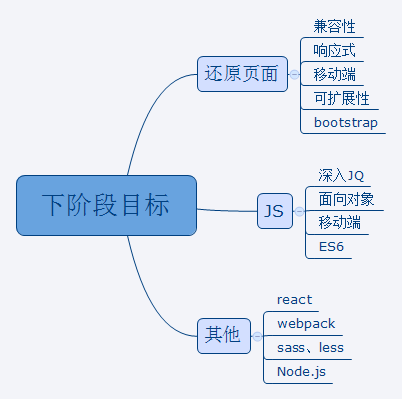 下阶段目标
还原页面
兼容性
响应式
移动端
可扩展性
bootstrap
JS
深入JQ
面向对象
移动端
ES6
其他
react
webpack
sass、less
Node.js